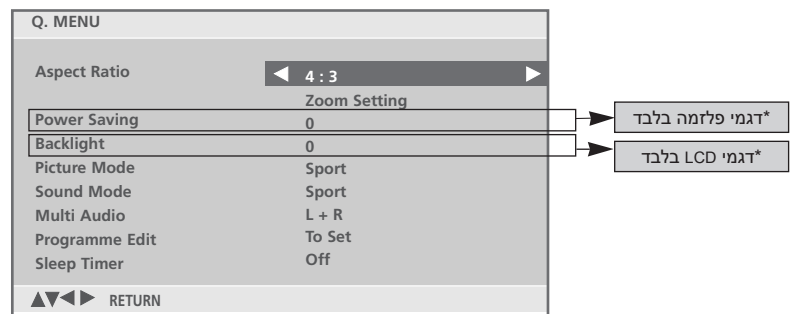 Q. MENU
Aspect Ratio ◀ 4 : 3 ▶
Zoom Setting
Power Saving 0 *דגמי פלזמה בלבד
Backlight 0 *דגמי LCD בלבד
Picture Mode Sport
Sound Mode Sport
Multi Audio L + R
Programme Edit To Set
Sleep Timer Off
▲▼◀ ▶ RETURN